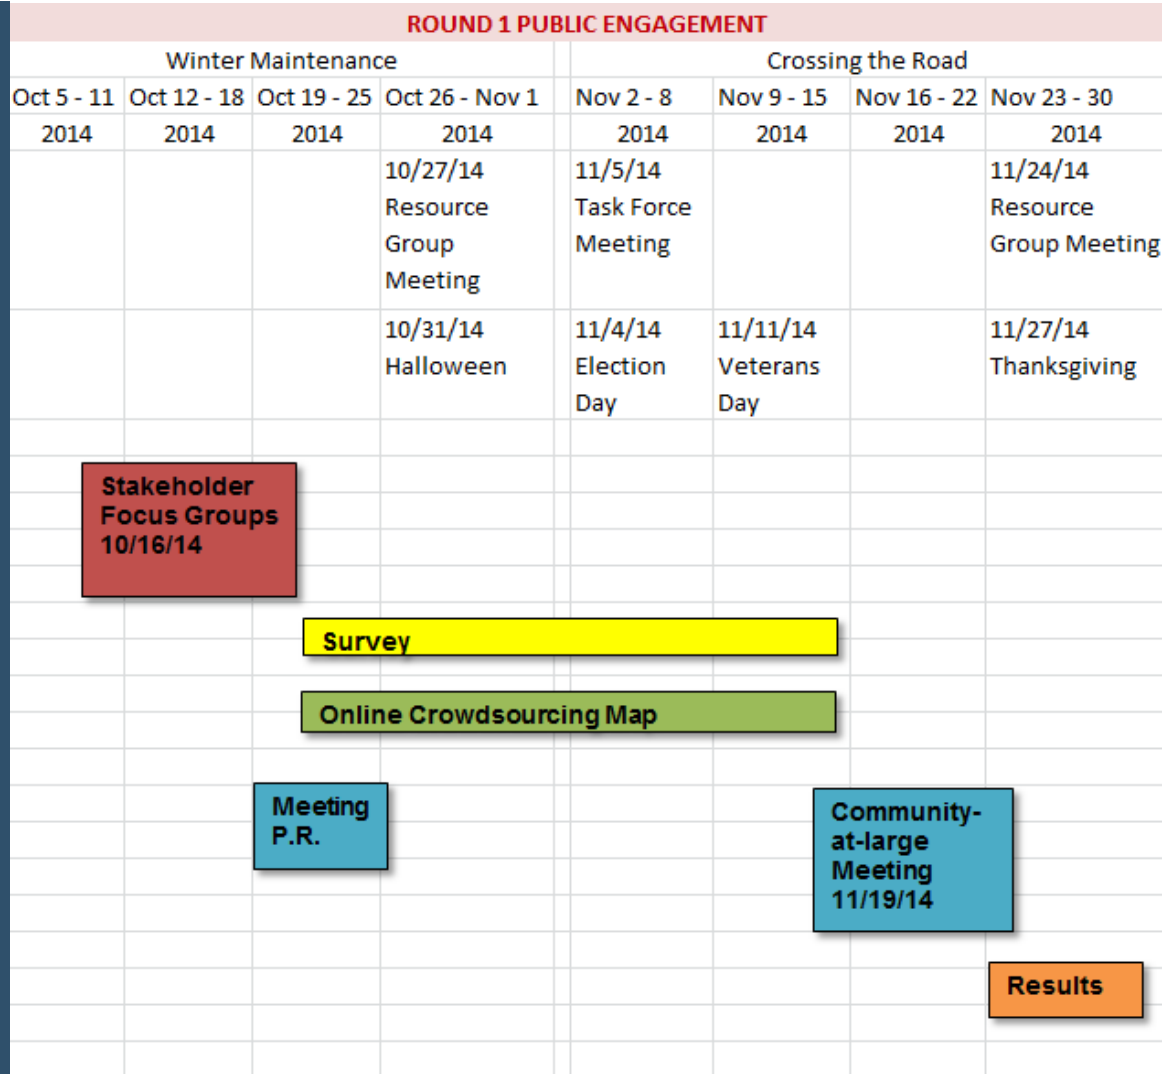 ROUND 1 PUBLIC ENGAGEMENT
Winter Maintenance Crossing the Road
Oct 5 - 11 Oct 12 - 18 Oct 19 - 25 Oct 26 - Nov 1 Nov 2 - 8 Nov 9 - 15 Nov 16 - 22 Nov 23 - 30
2014 2014 2014 2014 2014 2014 2014 2014
10/27/14
Resource
Group
Meeting
11/5/14
Task Force
Meeting
11/24/14
Resource
Group Meeting
10/31/14
Halloween
11/4/14
Election
Day
11/11/14
Veterans
Day
11/27/14
Thanksgiving
Stakeholder
Focus Groups
10/16/14
Survey
Online Crowdsourcing Map
Meeting
P.R.
Community-
at-large
Meeting
11/19/14
Results